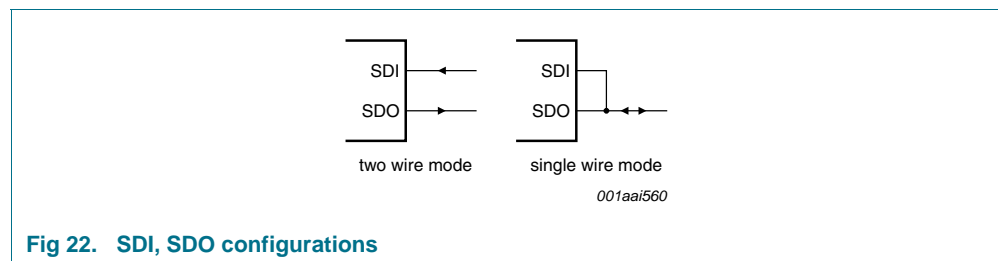 SDI
SDO
two wire mode
SDI
SDO
single wire mode
001aai560
Fig 22. SDI, SDO configurations